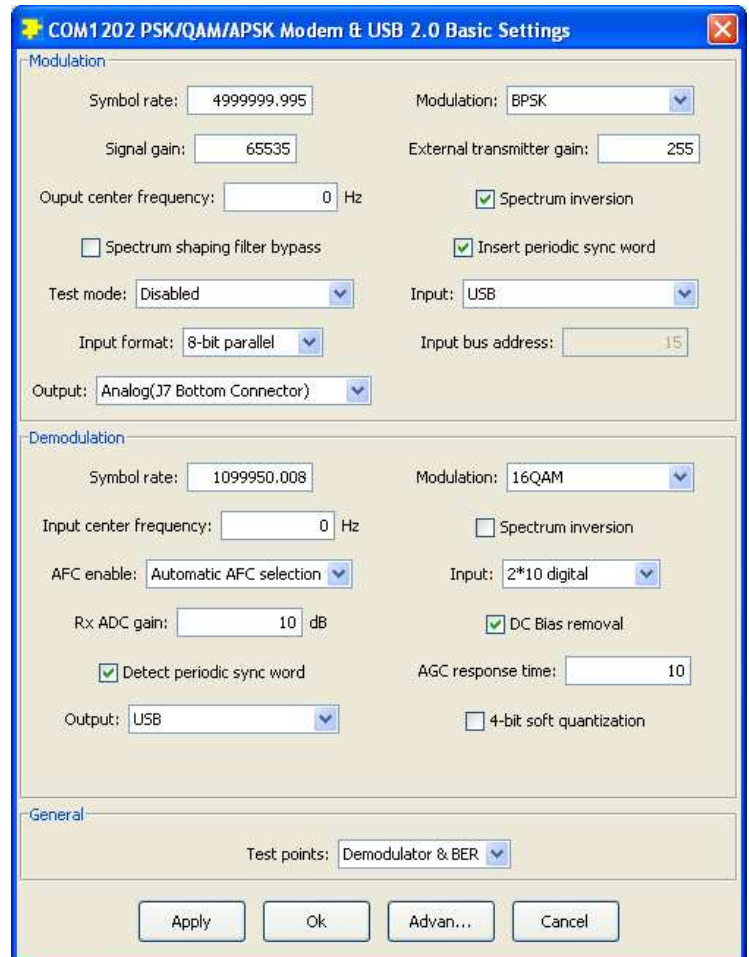 COM1202 PSK/QAM/APSK Modem & USB 2.0 Basic Settings
Modulation
Symbol rate: 4999999.995 Modulation: BPSK
Signal gain: 65535 External transmitter gain: 255
Ouput center frequency: 0 Hz Spectrum inversion
Spectrum shaping filter bypass Insert periodic sync word
Test mode: Disabled Input: USB
Input format: 8-bit parallel Input bus address: 15
Output: Analog(J7 Bottom Connector)
Demodulation
Symbol rate: 1099950.008 Modulation: 16QAM
Input center frequency: 0 Hz Spectrum inversion
AFC enable: Automatic AFC selection Input: 2*10 digital
Rx ADC gain: 10 dB DC Bias removal
Detect periodic sync word AGC response time: 10
Output: USB 4-bit soft quantization
General
Test points: Demodulator & BER
Apply Ok Advan... Cancel